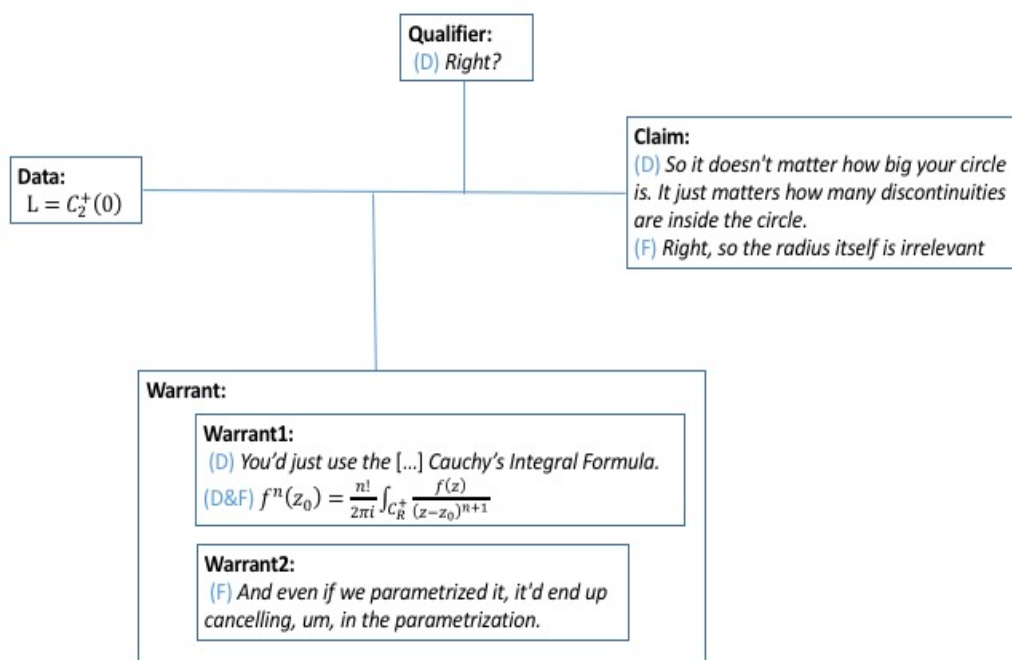 Qualifier:
(D) Right?
Data:
L = C₂⁺(0)
Claim:
(D) So it doesn't matter how big your circle
is. It just matters how many discontinuities
are inside the circle.
(F) Right, so the radius itself is irrelevant
Warrant:
Warrant1:
(D) You’d just use the [...] Cauchy’s Integral Formula.
(D&F) fⁿ(z₀) = n!/2πi ∫_{C_R⁺} f(z)/(z−z₀)ⁿ⁺¹
Warrant2:
(F) And even if we parametrized it, it'd end up
cancelling, um, in the parametrization.